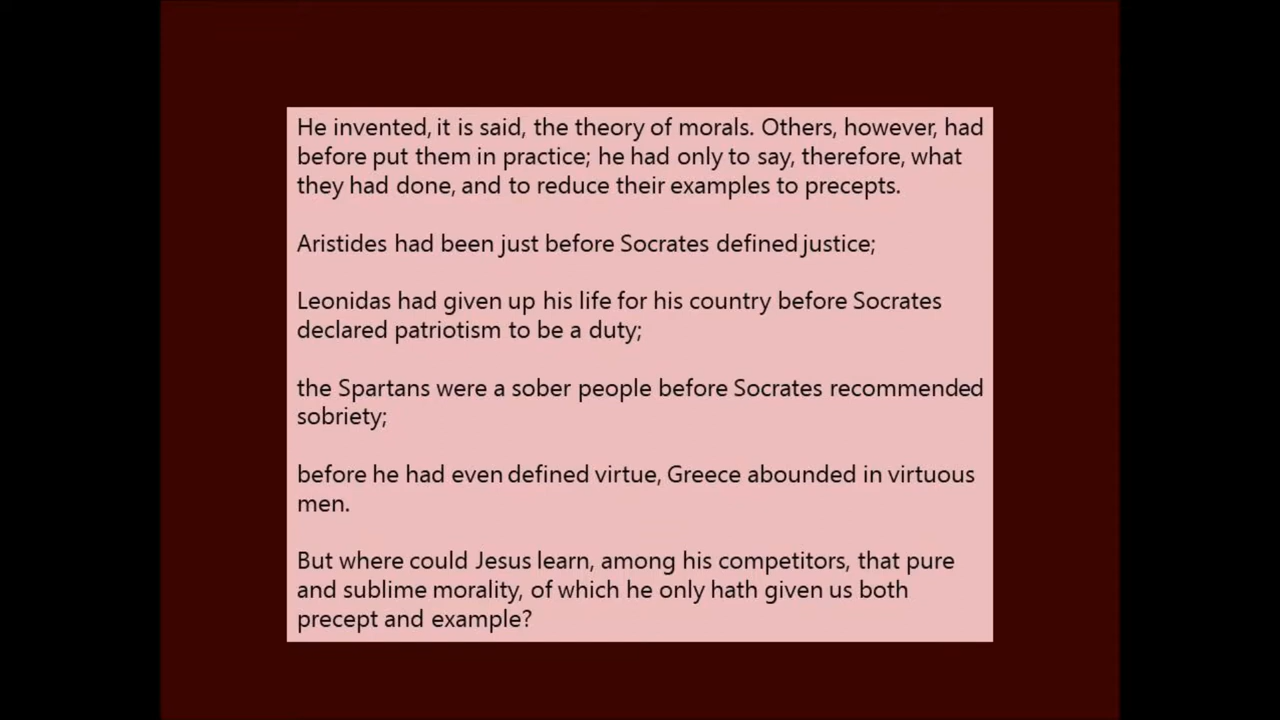 He invented, it is said, the theory of morals. Others, however, had
before put them in practice; he had only to say, therefore, what
they had done, and to reduce their examples to precepts.
Aristides had been just before Socrates defined justice;
Leonidas had given up his life for his country before Socrates
declared patriotism to be a duty;
the Spartans were a sober people before Socrates recommended
sobriety;
before he had even defined virtue, Greece abounded in virtuous
men.
But where could Jesus learn, among his competitors, that pure
and sublime morality, of which he only hath given us both
precept and example?